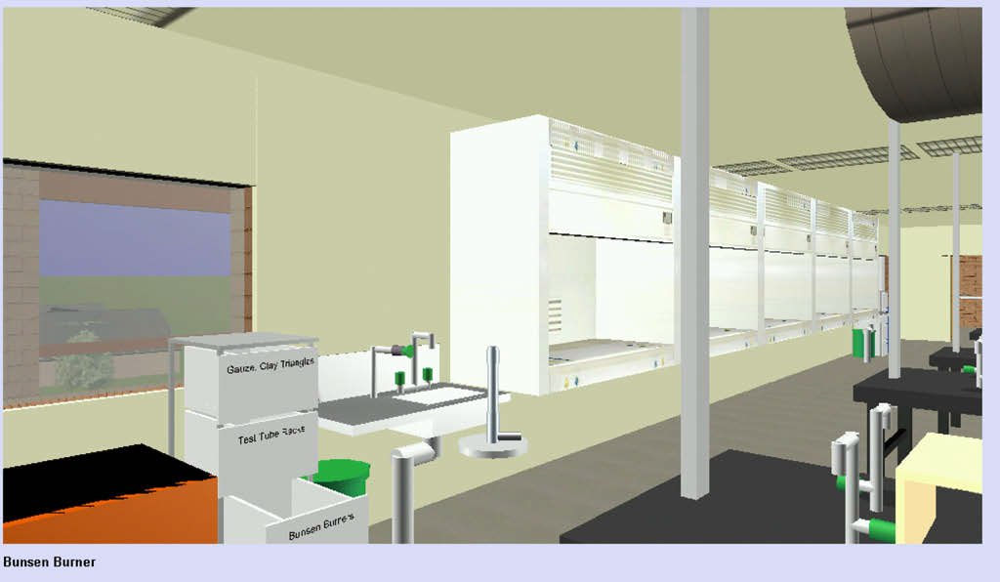 Gauze, Clay Triangles
Test Tube Racks
Bunsen Burners
Bunsen Burner